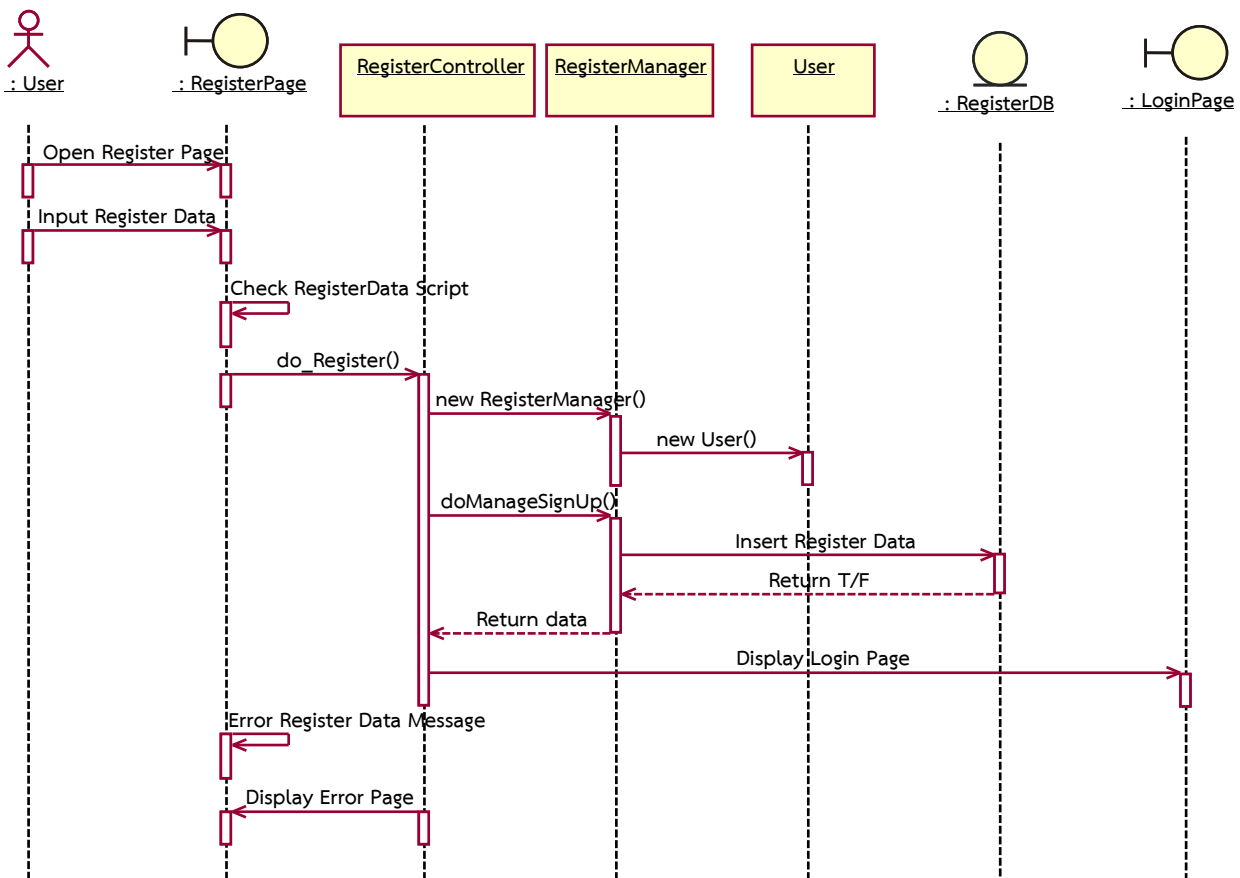 : User
: RegisterPage
RegisterController
RegisterManager
User
: RegisterDB
: LoginPage
Open Register Page
Input Register Data
Check RegisterData Script
do_Register()
new RegisterManager()
new User()
doManageSignUp()
Insert Register Data
Return T/F
Return data
Display Login Page
Error Register Data Message
Display Error Page